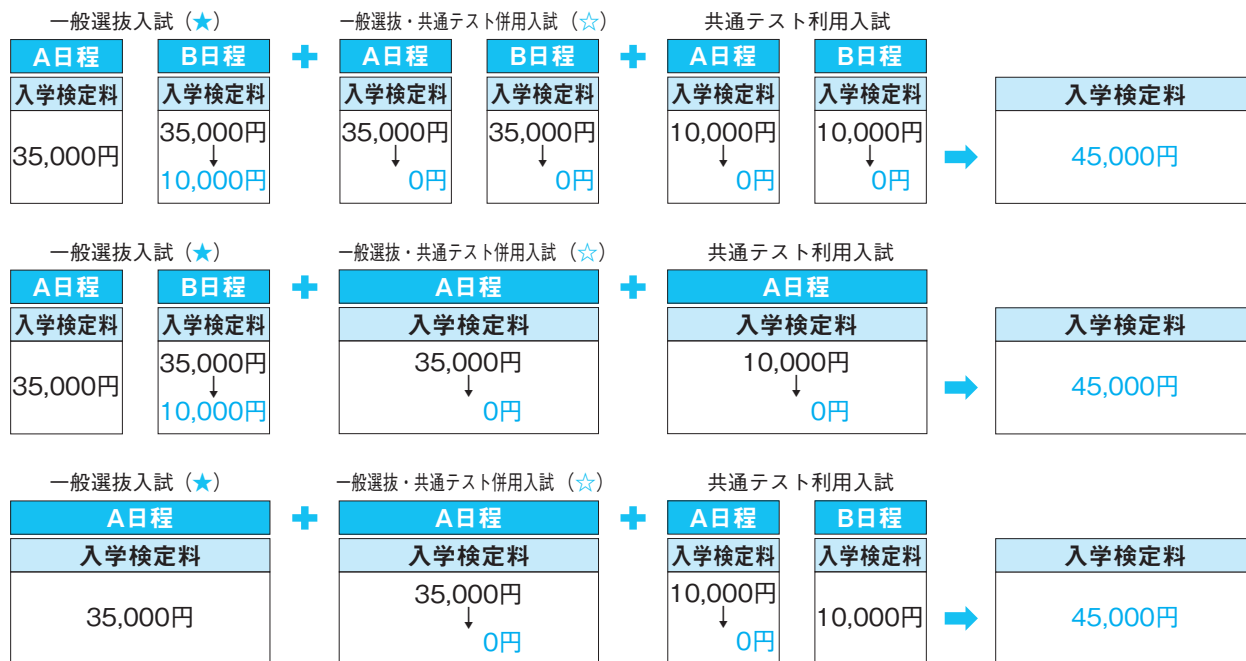 一般選抜入試（★） 一般選抜・共通テスト併用入試（☆） 共通テスト利用入試
A日程 B日程 + A日程 B日程 + A日程 B日程
入学検定料 入学検定料 入学検定料 入学検定料 入学検定料 入学検定料 入学検定料
35,000円 35,000円 ↓ 10,000円 35,000円 ↓ 0円 35,000円 ↓ 0円 10,000円 ↓ 0円 10,000円 ↓ 0円 ➡ 45,000円
一般選抜入試（★） 一般選抜・共通テスト併用入試（☆） 共通テスト利用入試
A日程 B日程 + A日程 + A日程
入学検定料 入学検定料 入学検定料 入学検定料 入学検定料
35,000円 35,000円 ↓ 10,000円 35,000円 ↓ 0円 10,000円 ↓ 0円 ➡ 45,000円
一般選抜入試（★） 一般選抜・共通テスト併用入試（☆） 共通テスト利用入試
A日程 + A日程 + A日程 B日程
入学検定料 入学検定料 入学検定料 入学検定料 入学検定料
35,000円 35,000円 ↓ 0円 10,000円 ↓ 0円 10,000円 ➡ 45,000円